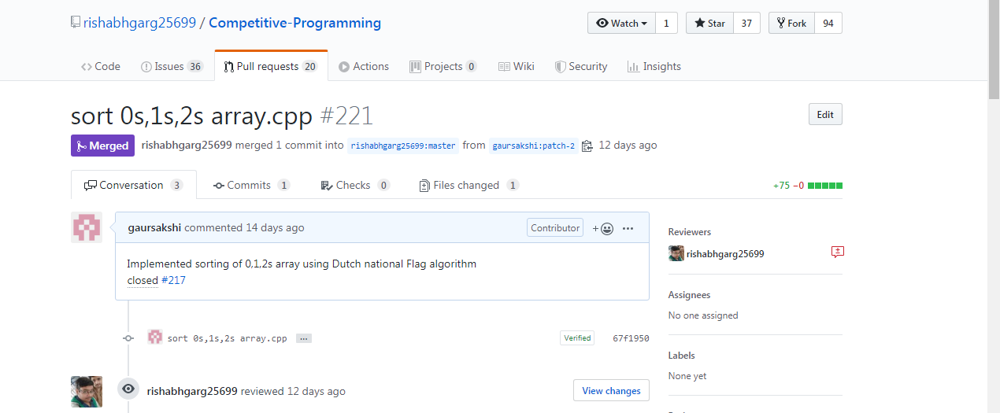 rishabhgarg25699 / Competitive-Programming
Watch 1 Star 37 Fork 94
Code Issues 36 Pull requests 20 Actions Projects 0 Wiki Security Insights
sort 0s,1s,2s array.cpp #221
Edit
Merged rishabhgarg25699 merged 1 commit into rishabhgarg25699:master from gaursakshi:patch-2 12 days ago
Conversation 3 Commits 1 Checks 0 Files changed 1 +75 −0
gaursakshi commented 14 days ago Contributor + ...
Implemented sorting of 0,1,2s array using Dutch national Flag algorithm
closed #217
sort 0s,1s,2s array.cpp ... Verified 67f1950
rishabhgarg25699 reviewed 12 days ago View changes
Reviewers
rishabhgarg25699
Assignees
No one assigned
Labels
None yet